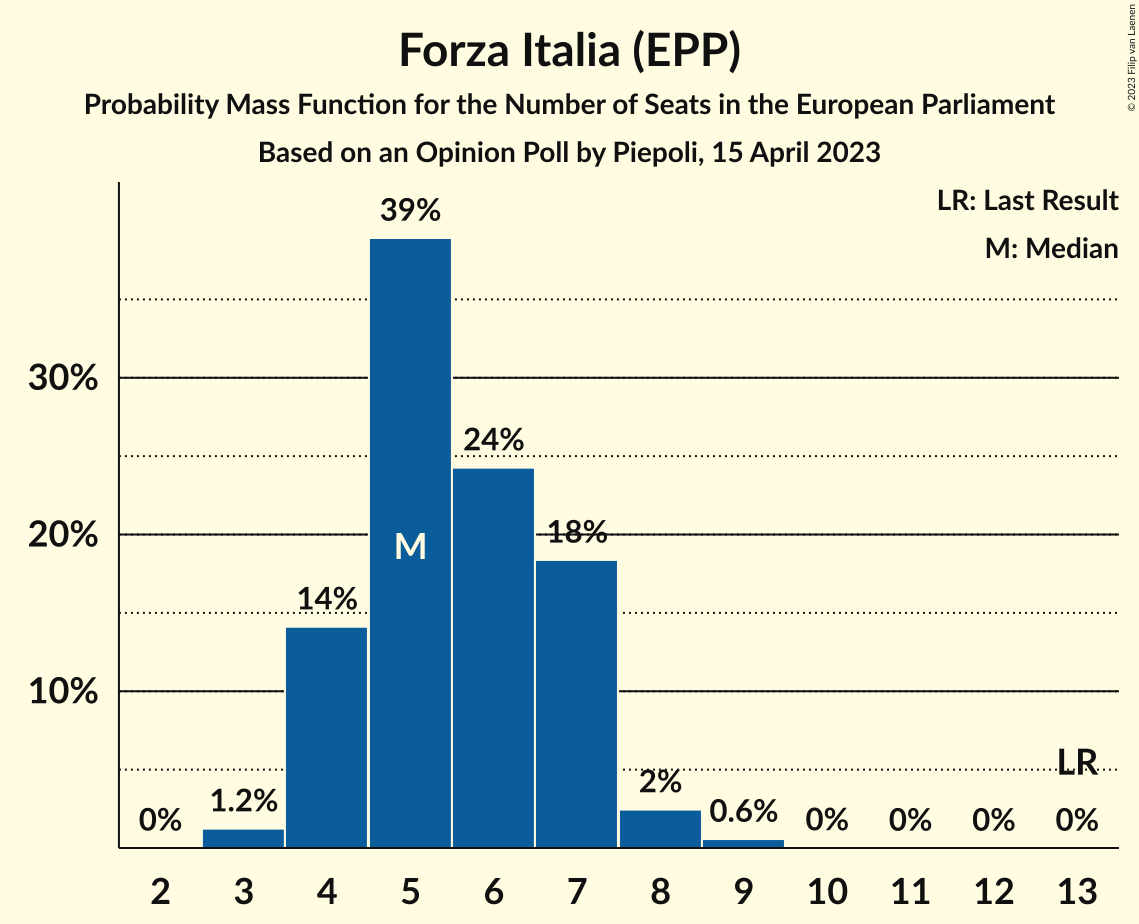 Forza Italia (EPP)
Probability Mass Function for the Number of Seats in the European Parliament
Based on an Opinion Poll by Piepoli, 15 April 2023
© 2023 Filip van Laenen
LR: Last Result
M: Median
39%
30%
24%
20%
18%
M
14%
10%
LR
2%
1.2%
0.6%
0%
0%
0%
0%
0%
2 3 4 5 6 7 8 9 10 11 12 13